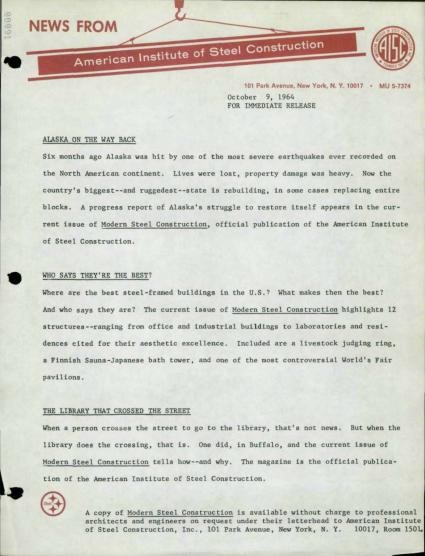 16000
NEWS FROM
American Institute of Steel Construction
AISC
101 Park Avenue, New York, N. Y. 10017 • MU 5-7374
October 9, 1964
FOR IMMEDIATE RELEASE
ALASKA ON THE WAY BACK
Six months ago Alaska was hit by one of the most severe earthquakes ever recorded on
the North American continent. Lives were lost, property damage was heavy. Now the
country's biggest--and ruggedest--state is rebuilding, in some cases replacing entire
blocks. A progress report of Alaska's struggle to restore itself appears in the cur-
rent issue of Modern Steel Construction, official publication of the American Institute
of Steel Construction.
WHO SAYS THEY'RE THE BEST?
Where are the best steel-framed buildings in the U.S.? What makes then the best?
And who says they are? The current issue of Modern Steel Construction highlights 12
structures--ranging from office and industrial buildings to laboratories and resi-
dences cited for their aesthetic excellence. Included are a livestock judging ring,
a Finnish Sauna-Japanese bath tower, and one of the most controversial World's Fair
pavilions.
THE LIBRARY THAT CROSSED THE STREET
When a person crosses the street to go to the library, that's not news. But when the
library does the crossing, that is. One did, in Buffalo, and the current issue of
Modern Steel Construction tells how--and why. The magazine is the official publica-
tion of the American Institute of Steel Construction.
A copy of Modern Steel Construction is available without charge to professional
architects and engineers on request under their letterhead to American Institute
of Steel Construction, Inc., 101 Park Avenue, New York, N. Y. 10017, Room 1501.